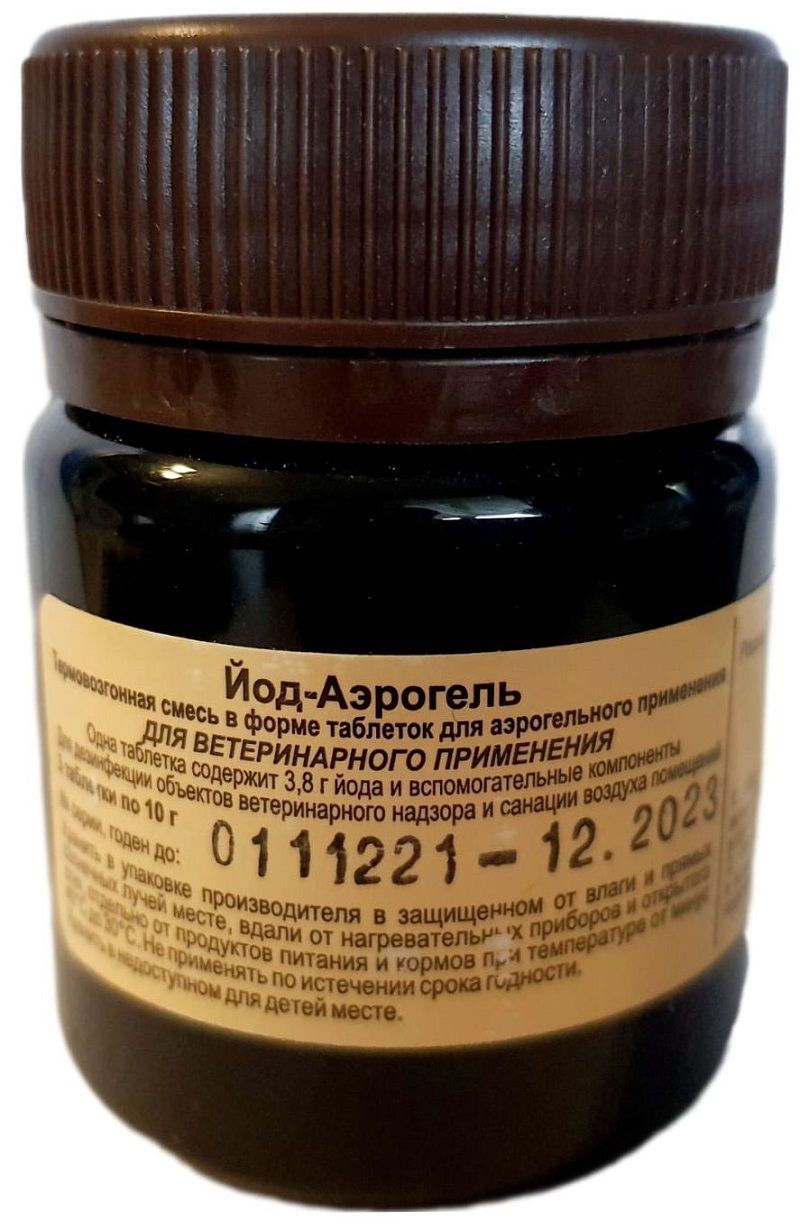 Йод-Аэрогель
Термовозгонная смесь в форме таблеток для аэрогельного применения
ДЛЯ ВЕТЕРИНАРНОГО ПРИМЕНЕНИЯ
Одна таблетка содержит 3,8 г йода и вспомогательные компоненты
Для дезинфекции объектов ветеринарного надзора и санации воздуха помещений
таблетки по 10 г
№ серии, годен до: 0111221 – 12.2023
Хранить в упаковке производителя в защищенном от влаги и прямых
солнечных лучей месте, вдали от нагревательных приборов и открытого
отдельно от продуктов питания и кормов при температуре от минус
до 30°С. Не применять по истечении срока годности.
Хранить в недоступном для детей месте.